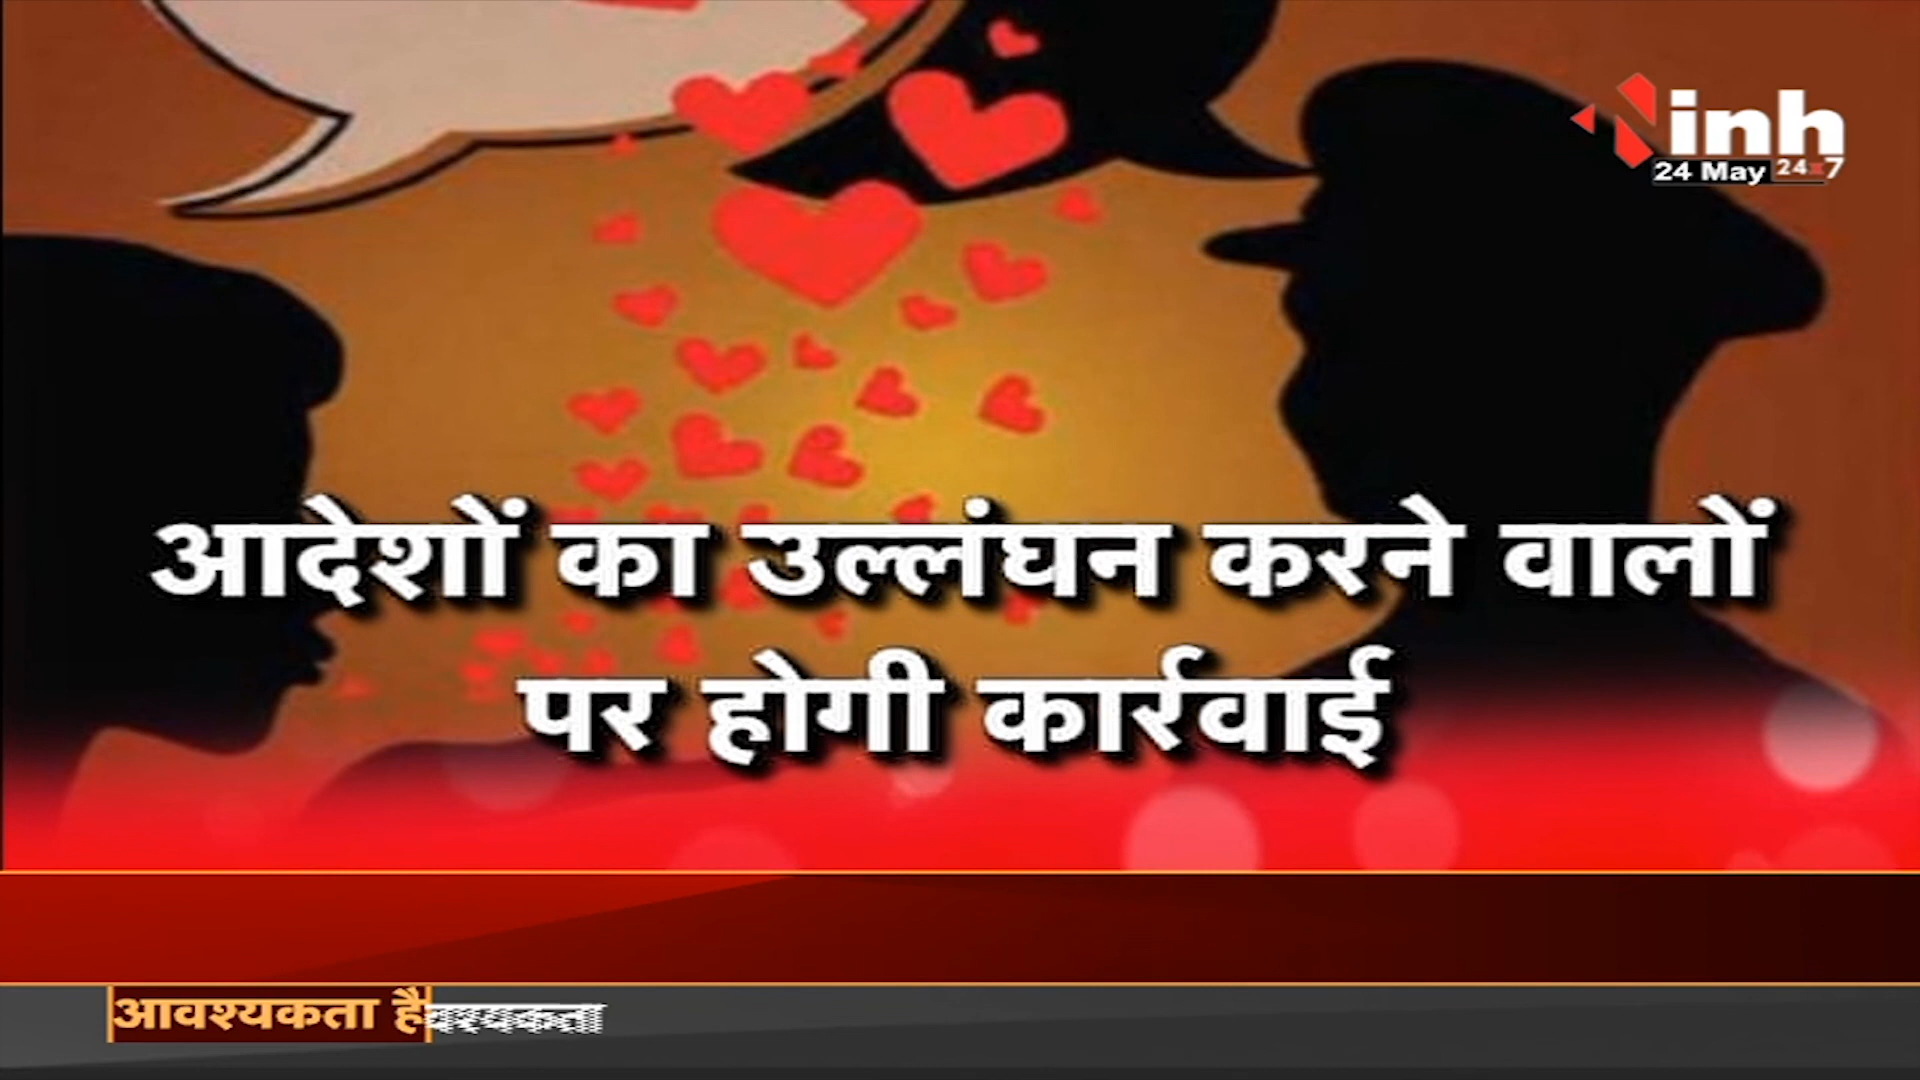 inh
24 May 24x7
आदेशों का उल्लंघन करने वालों
पर होगी कार्रवाई
आवश्यकता है